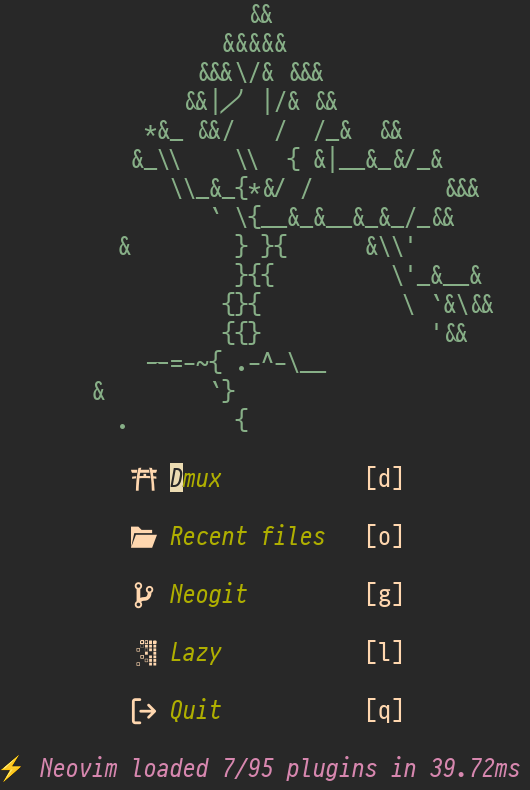 &&
&&&&&
&&&\/& &&&
&&|／ |/& &&
*&_ &&/   /  /_&  &&
&_\\    \\  { &|__&_&/_&
\\_&_{*&/ /          &&&
` \{__&_&__&_&_/_&&
&        } }{      &\\'
}{{         \'_&__&
{}{           \ `&\&&
{{}             '&&
--=-~{ .-^-\__
&        `}
.        {
Dmux [d]
Recent files [o]
Neogit [g]
Lazy [l]
Quit [q]
⚡ Neovim loaded 7/95 plugins in 39.72ms